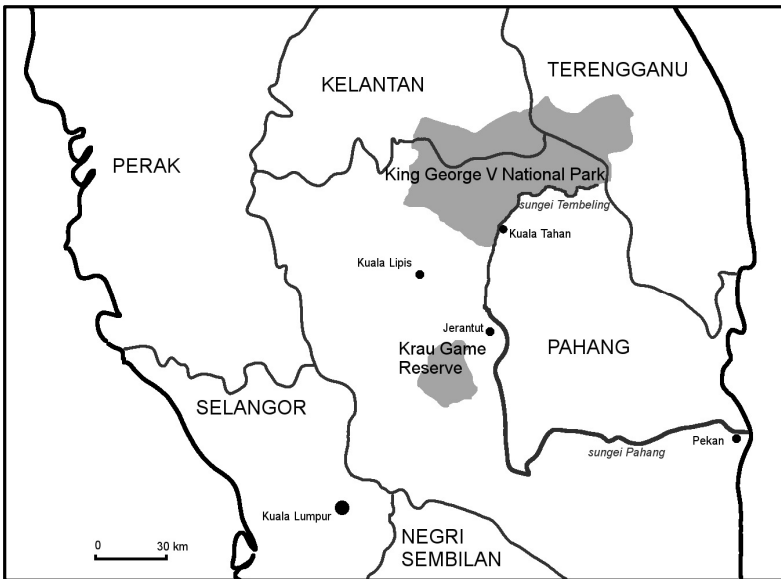 TERENGGANU
KELANTAN
PERAK
King George V National Park
sungei Tembeling
Kuala Tahan
Kuala Lipis
Jerantut
Krau Game
Reserve
PAHANG
SELANGOR
Pekan
sungei Pahang
Kuala Lumpur
NEGRI
SEMBILAN
0 30 km